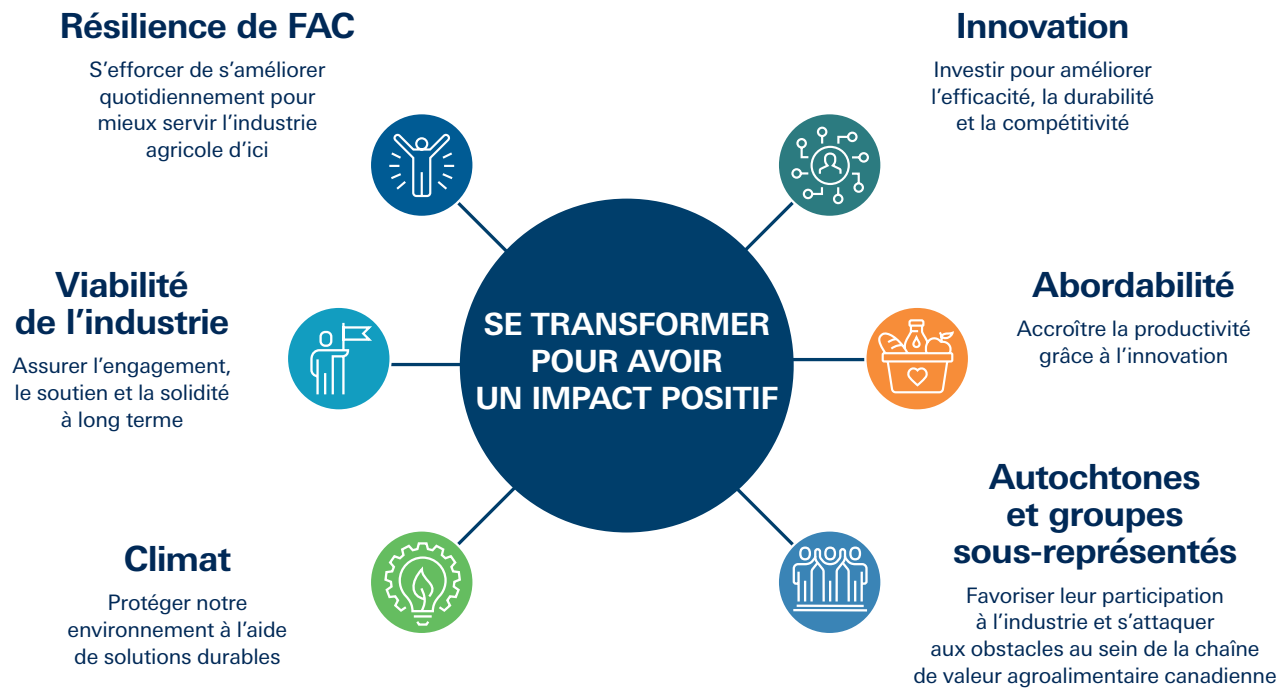 Résilience de FAC
S’efforcer de s’améliorer
quotidiennement pour
mieux servir l’industrie
agricole d’ici
Innovation
Investir pour améliorer
l’efficacité, la durabilité
et la compétitivité
Viabilité
de l’industrie
Assurer l’engagement,
le soutien et la solidité
à long terme
SE TRANSFORMER
POUR AVOIR
UN IMPACT POSITIF
Abordabilité
Accroître la productivité
grâce à l’innovation
Climat
Protéger notre
environnement à l’aide
de solutions durables
Autochtones
et groupes
sous-représentés
Favoriser leur participation
à l’industrie et s’attaquer
aux obstacles au sein de la chaîne
de valeur agroalimentaire canadienne